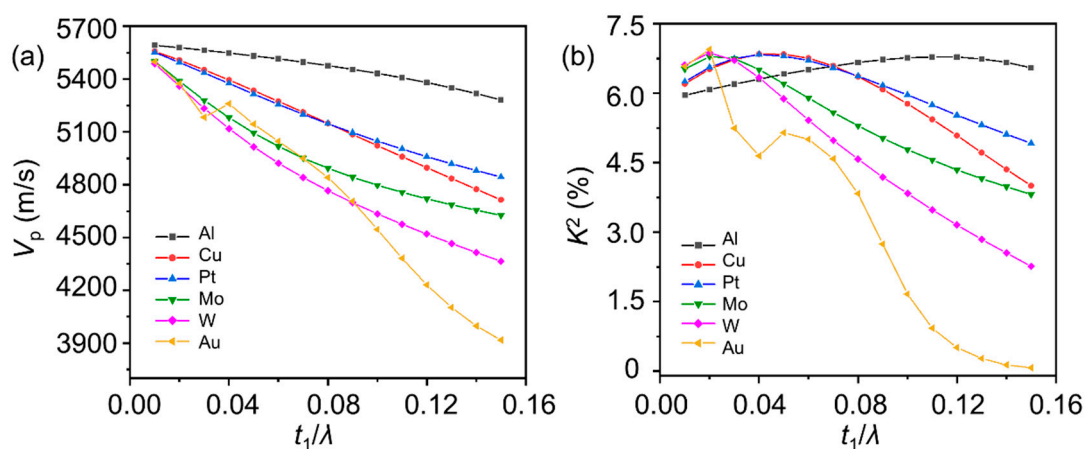 (a)
5700
5400
5100
4800
4500
4200
3900
Vp (m/s)
Al
Cu
Pt
Mo
W
Au
0.00 0.04 0.08 0.12 0.16
t1/λ
(b)
7.5
6.0
4.5
3.0
1.5
0
K² (%)
Al
Cu
Pt
Mo
W
Au
0.00 0.04 0.08 0.12 0.16
t1/λ